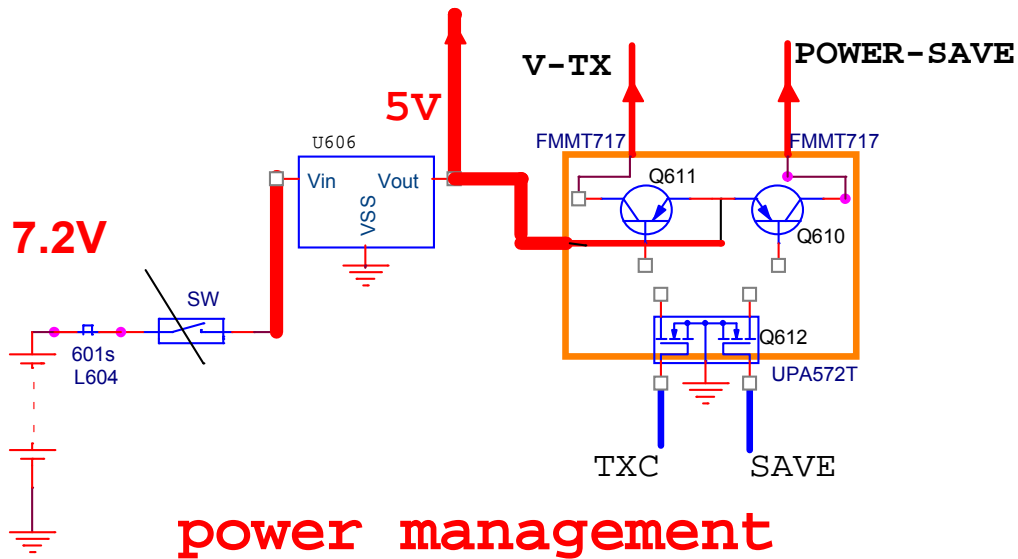 V-TX
POWER-SAVE
5V
U606
FMMT717
FMMT717
Vin
Vout
VSS
Q611
Q610
7.2V
SW
601s
L604
Q612
UPA572T
TXC
SAVE
power management